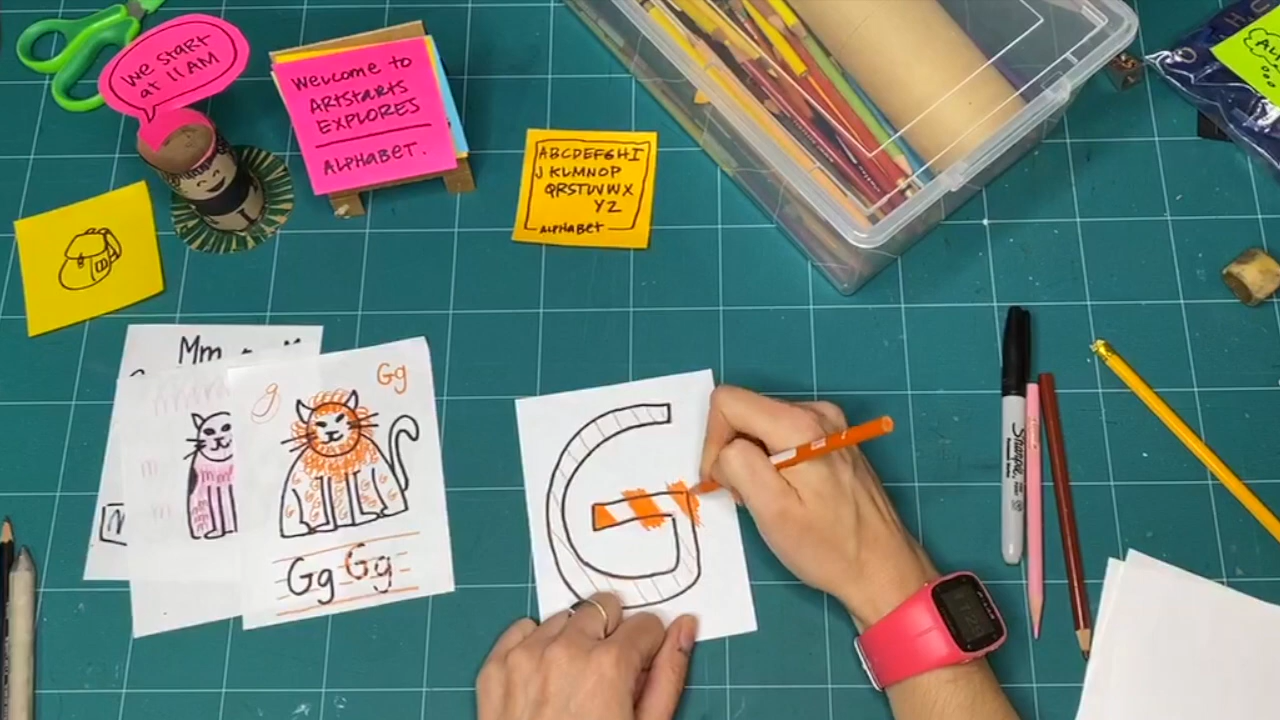 WE START
AT 11 AM
WELCOME TO
ARTSTARTS
EXPLORES
ALPHABET.
ABCDEFGHI
JKLMNOP
QRSTUVWX
YZ
ALPHABET
Mm
g
Gg
Gg Gg
G
Sharpie